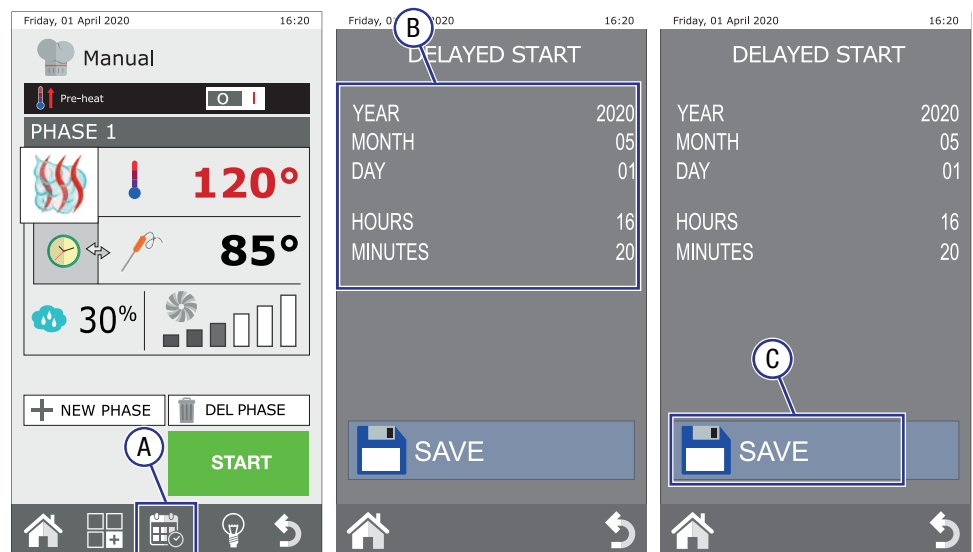 Friday, 01 April 2020 16:20
Manual
Pre-heat O I
PHASE 1
120°
85°
30%
NEW PHASE DEL PHASE
A
START
Friday, 0 020 16:20
B
DELAYED START
YEAR 2020
MONTH 05
DAY 01
HOURS 16
MINUTES 20
SAVE
Friday, 01 April 2020 16:20
DELAYED START
YEAR 2020
MONTH 05
DAY 01
HOURS 16
MINUTES 20
C
SAVE